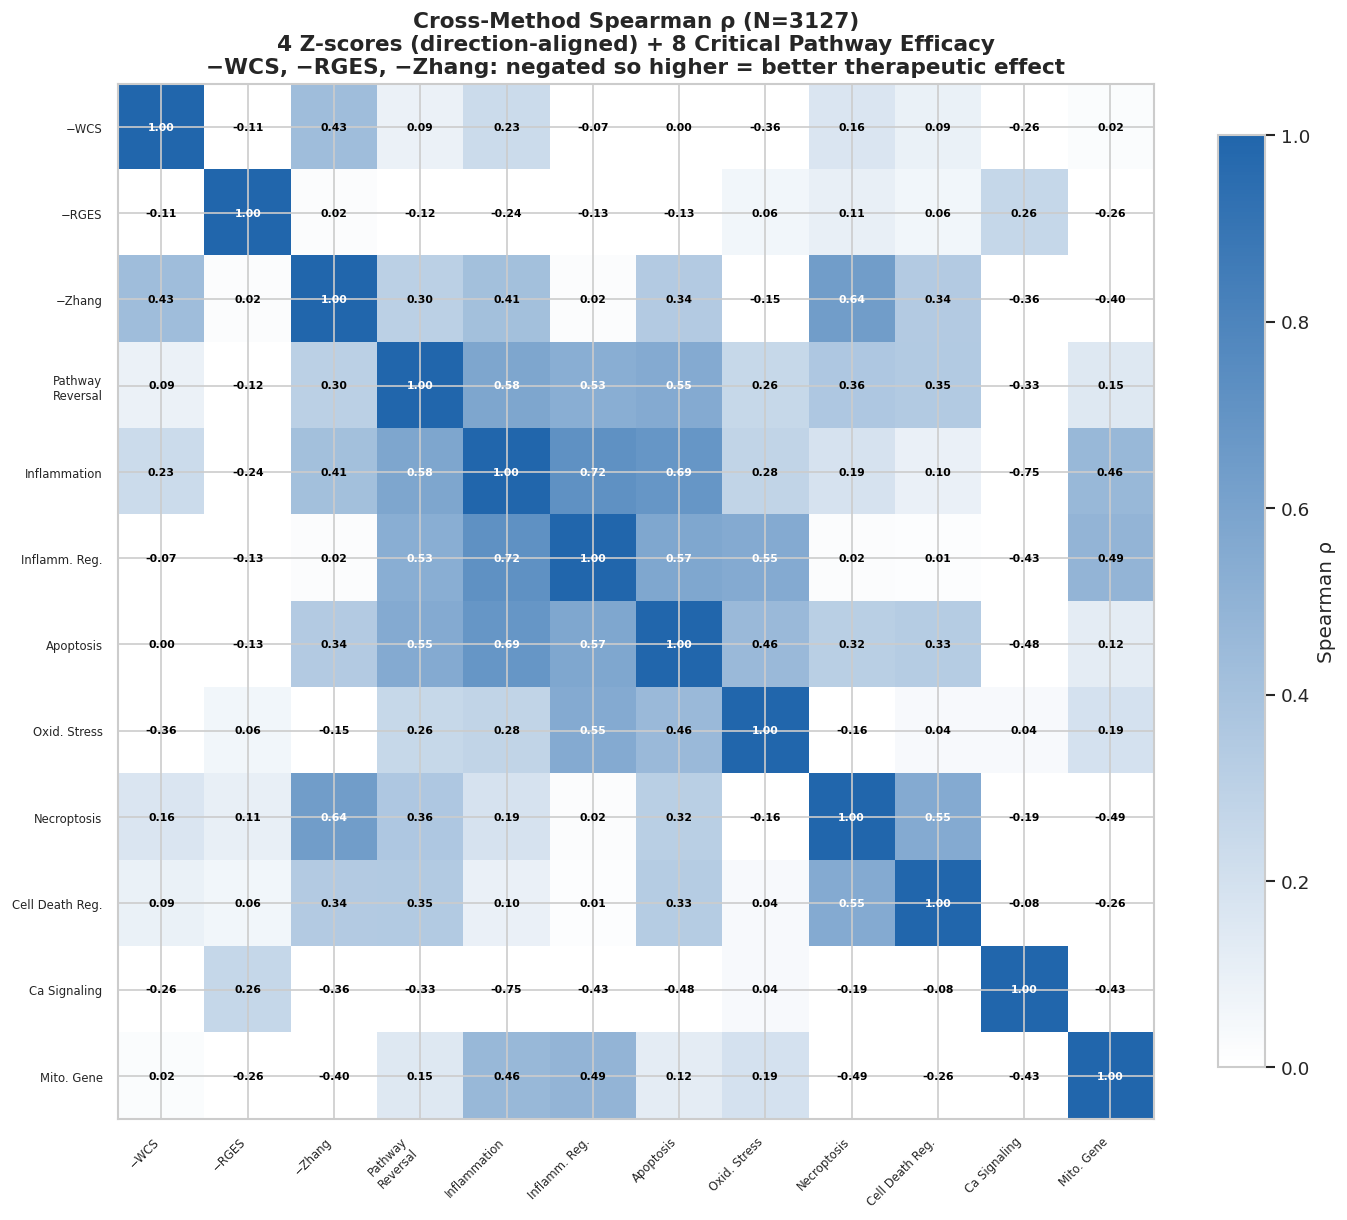 Cross-Method Spearman ρ (N=3127)
4 Z-scores (direction-aligned) + 8 Critical Pathway Efficacy
−WCS, −RGES, −Zhang: negated so higher = better therapeutic effect
−WCS 1.00 -0.11 0.43 0.09 0.23 -0.07 0.00 -0.36 0.16 0.09 -0.26 0.02
−RGES -0.11 1.00 0.02 -0.12 -0.24 -0.13 -0.13 0.06 0.11 0.06 0.26 -0.26
−Zhang 0.43 0.02 1.00 0.30 0.41 0.02 0.34 -0.15 0.64 0.34 -0.36 -0.40
Pathway
Reversal 0.09 -0.12 0.30 1.00 0.58 0.53 0.55 0.26 0.36 0.35 -0.33 0.15
Inflammation 0.23 -0.24 0.41 0.58 1.00 0.72 0.69 0.28 0.19 0.10 -0.75 0.46
Inflamm. Reg. -0.07 -0.13 0.02 0.53 0.72 1.00 0.57 0.55 0.02 0.01 -0.43 0.49
Apoptosis 0.00 -0.13 0.34 0.55 0.69 0.57 1.00 0.46 0.32 0.33 -0.48 0.12
Oxid. Stress -0.36 0.06 -0.15 0.26 0.28 0.55 0.46 1.00 -0.16 0.04 0.04 0.19
Necroptosis 0.16 0.11 0.64 0.36 0.19 0.02 0.32 -0.16 1.00 0.55 -0.19 -0.49
Cell Death Reg. 0.09 0.06 0.34 0.35 0.10 0.01 0.33 0.04 0.55 1.00 -0.08 -0.26
Ca Signaling -0.26 0.26 -0.36 -0.33 -0.75 -0.43 -0.48 0.04 -0.19 -0.08 1.00 -0.43
Mito. Gene 0.02 -0.26 -0.40 0.15 0.46 0.49 0.12 0.19 -0.49 -0.26 -0.43 1.00
−WCS
−RGES
−Zhang
Pathway
Reversal
Inflammation
Inflamm. Reg.
Apoptosis
Oxid. Stress
Necroptosis
Cell Death Reg.
Ca Signaling
Mito. Gene
1.0
0.8
0.6
0.4
0.2
0.0
Spearman ρ